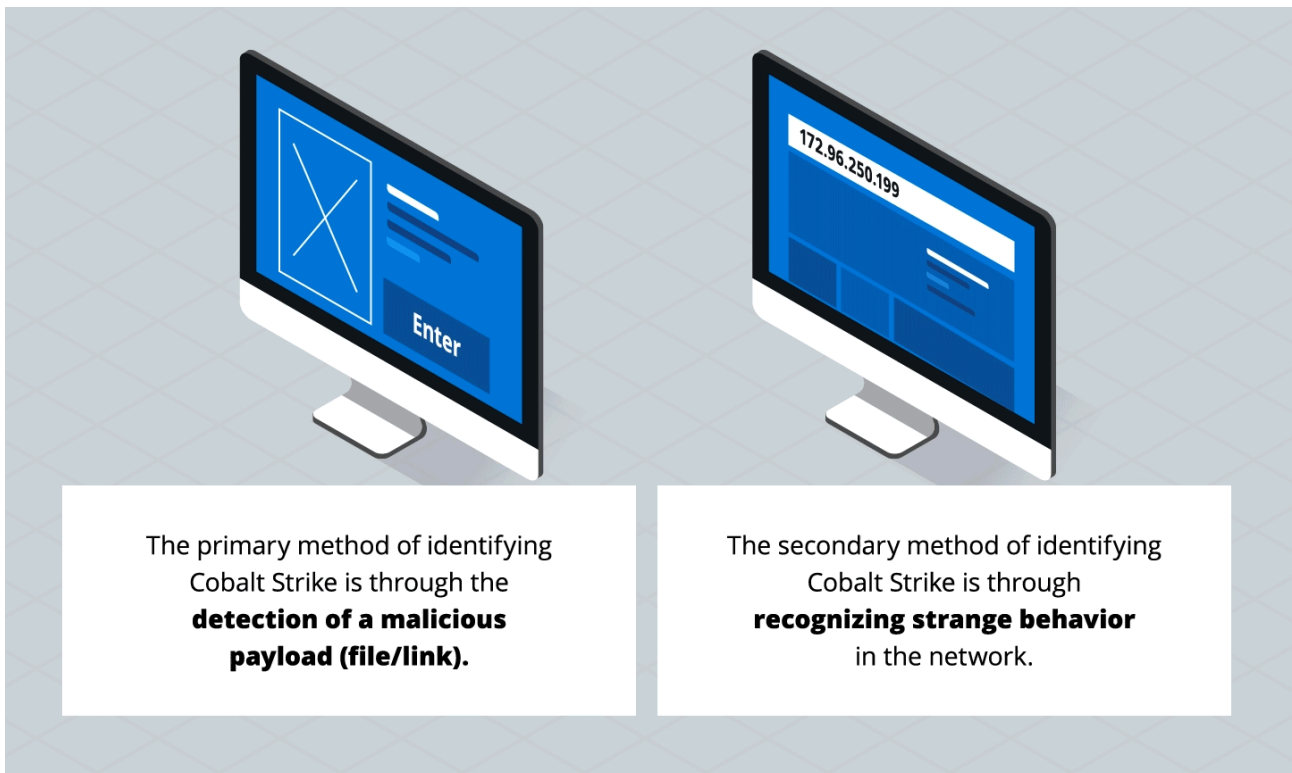 Enter
172.96.250.199
The primary method of identifying
Cobalt Strike is through the
detection of a malicious
payload (file/link).
The secondary method of identifying
Cobalt Strike is through
recognizing strange behavior
in the network.